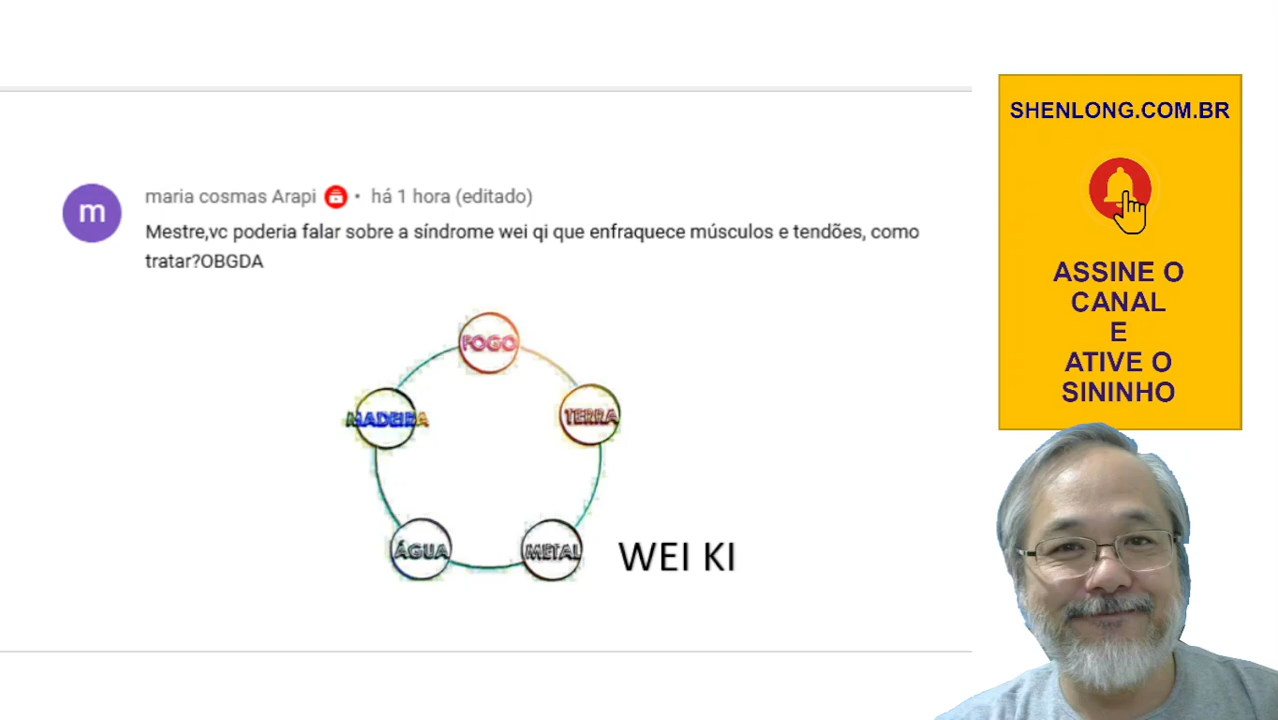 maria cosmas Arapi • há 1 hora (editado)
Mestre,vc poderia falar sobre a síndrome wei qi que enfraquece músculos e tendões, como
tratar?OBGDA
m
FOGO
MADEIRA
TERRA
ÁGUA
METAL
WEI KI
SHENLONG.COM.BR
ASSINE O
CANAL
E
ATIVE O
SININHO